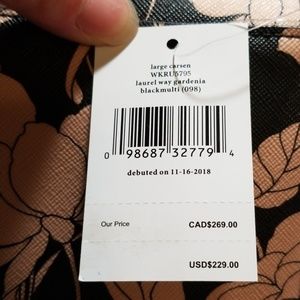 large carsen
WKRU5795
laurel way gardenia
blackmulti (098)
0 98687 32779 4
debuted on 11-16-2018
Our Price CAD$269.00
USD$229.00